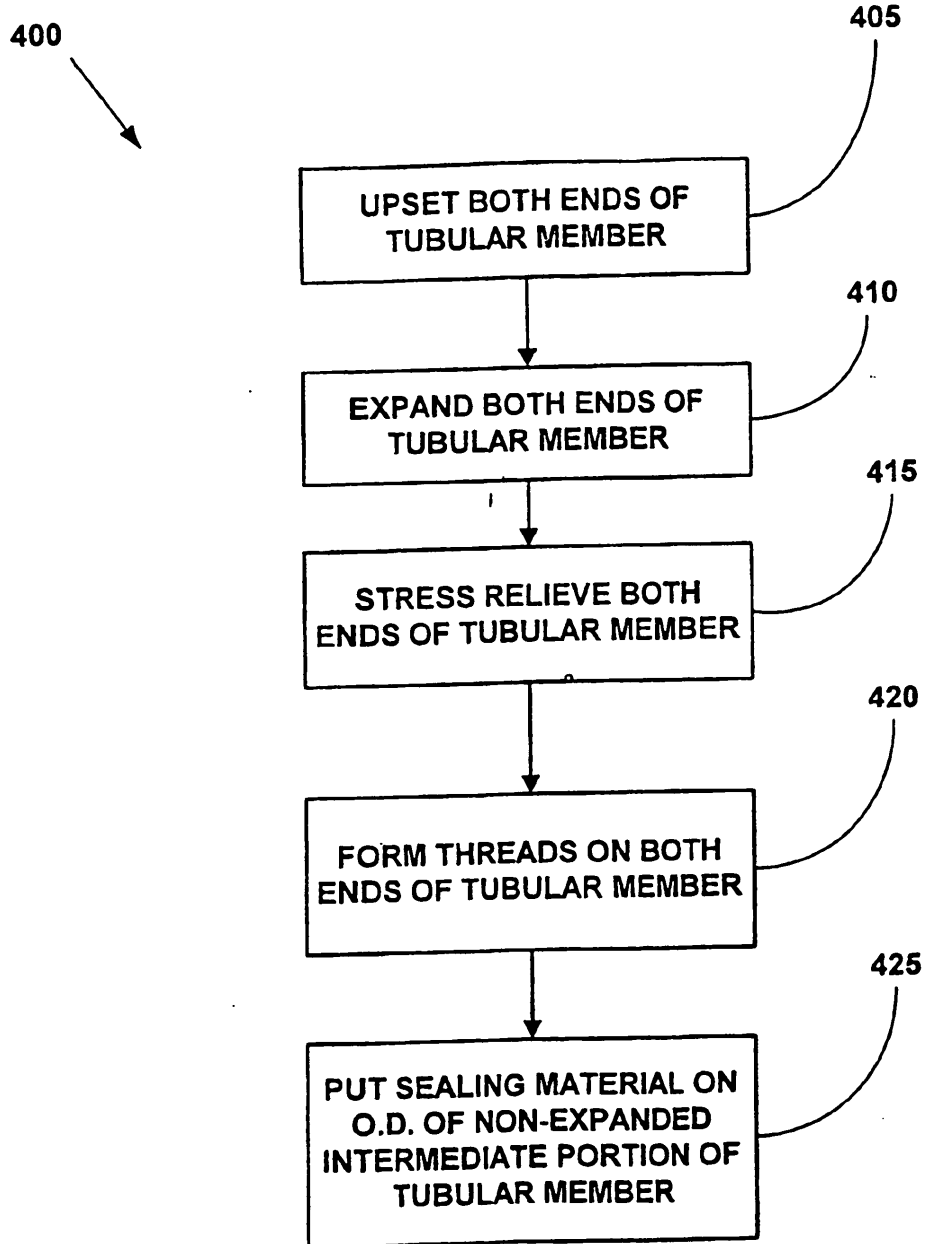 400
405
UPSET BOTH ENDS OF
TUBULAR MEMBER
410
EXPAND BOTH ENDS OF
TUBULAR MEMBER
415
STRESS RELIEVE BOTH
ENDS OF TUBULAR MEMBER
420
FORM THREADS ON BOTH
ENDS OF TUBULAR MEMBER
425
PUT SEALING MATERIAL ON
O.D. OF NON-EXPANDED
INTERMEDIATE PORTION OF
TUBULAR MEMBER